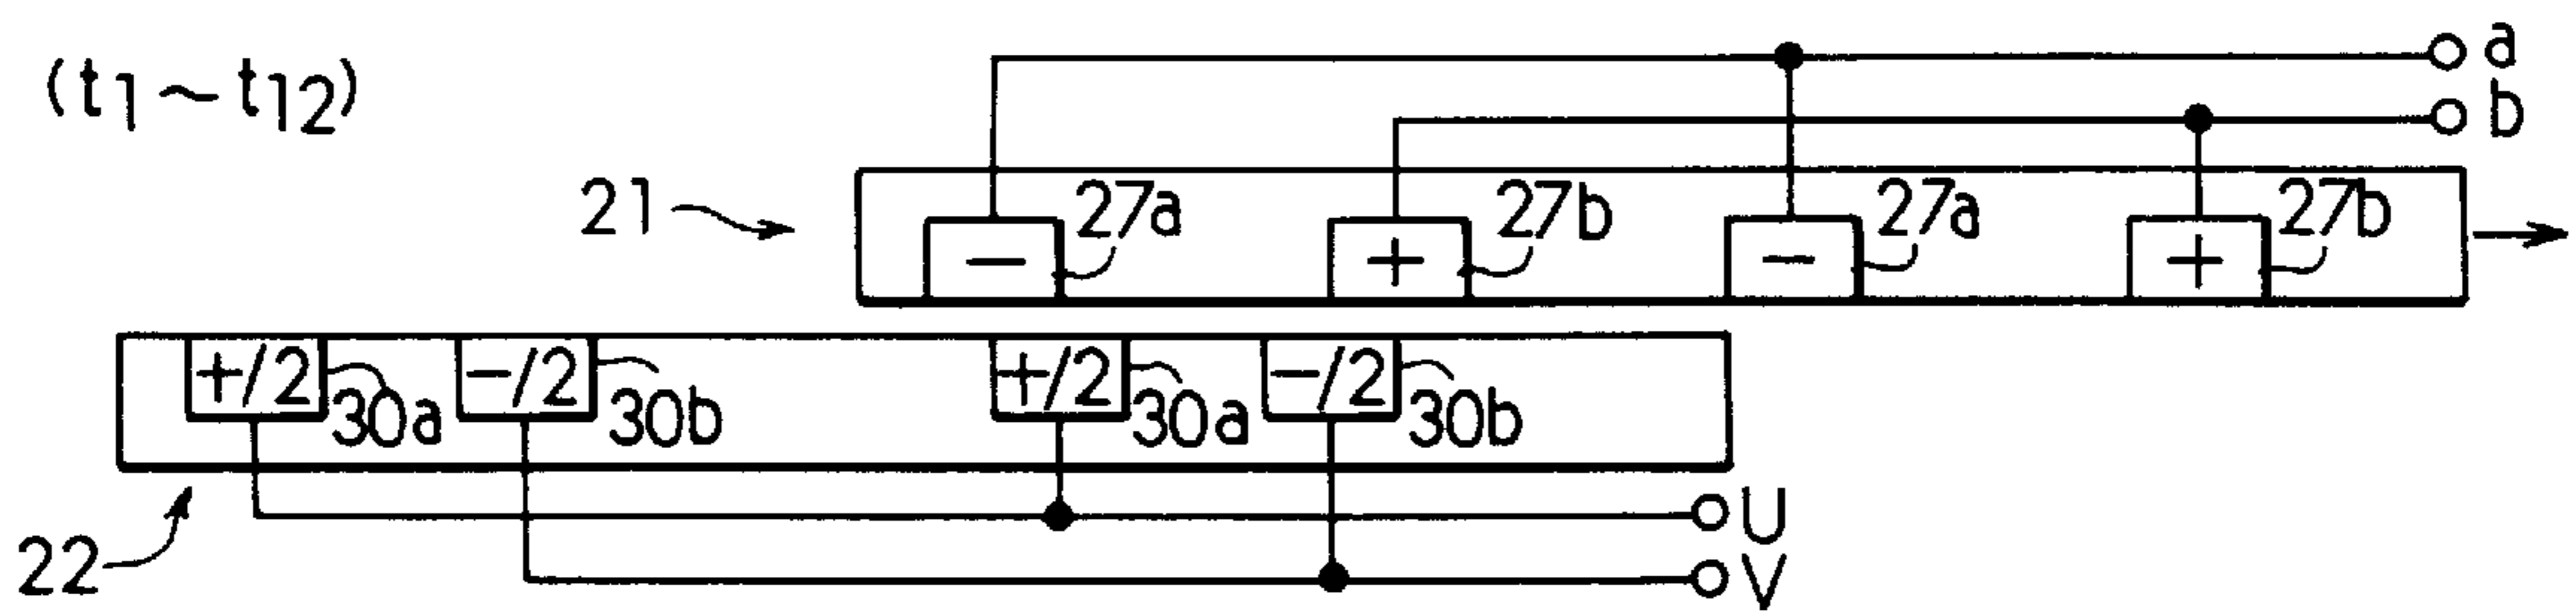 a
(t1~t12)
b
21 27a 27b 27a 27b
− + − +
+/2 −/2 +/2 −/2
30a 30b 30a 30b
U
22 V